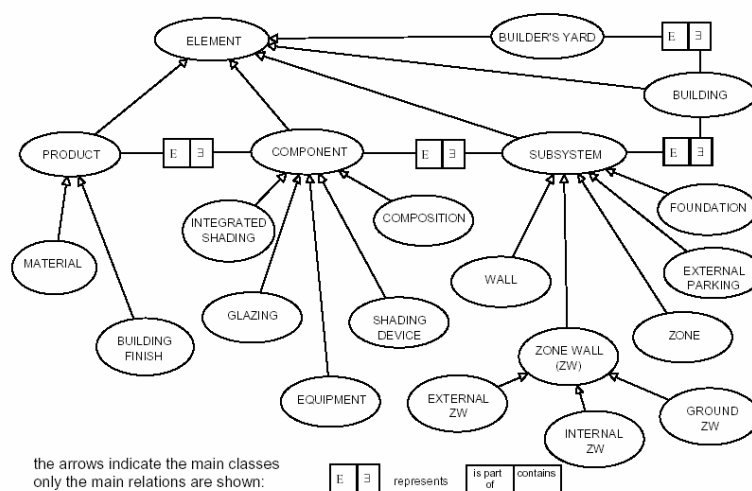 ELEMENT
BUILDER'S YARD
E ∃
BUILDING
PRODUCT
E ∃
COMPONENT
E ∃
SUBSYSTEM
E ∃
INTEGRATED
SHADING
COMPOSITION
FOUNDATION
MATERIAL
WALL
EXTERNAL
PARKING
GLAZING
SHADING
DEVICE
ZONE
BUILDING
FINISH
ZONE WALL
(ZW)
EQUIPMENT
EXTERNAL
ZW
INTERNAL
ZW
GROUND
ZW
the arrows indicate the main classes
only the main relations are shown:
E ∃ represents is part of contains